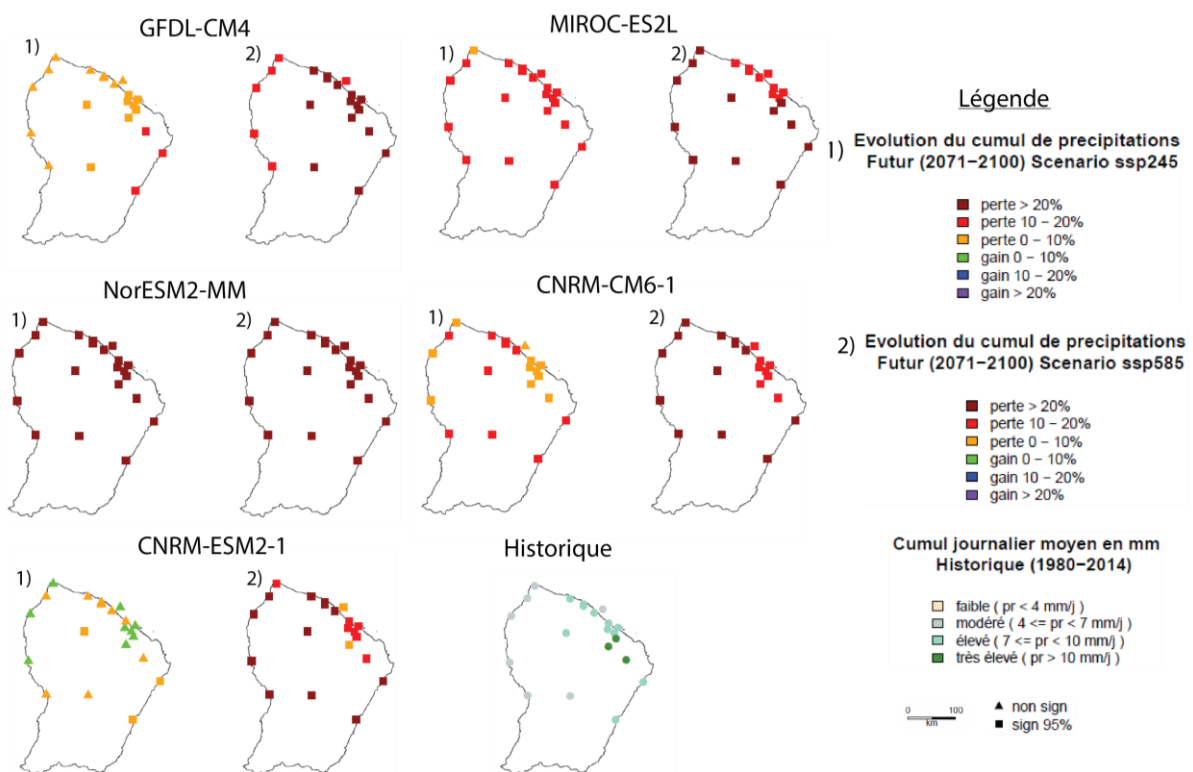 GFDL-CM4
1)
2)
MIROC-ES2L
1)
2)
Légende
1) Evolution du cumul de precipitations
Futur (2071−2100) Scenario ssp245
perte > 20%
perte 10 − 20%
perte 0 − 10%
gain 0 − 10%
gain 10 − 20%
gain > 20%
NorESM2-MM
1)
2)
CNRM-CM6-1
1)
2)
2) Evolution du cumul de precipitations
Futur (2071−2100) Scenario ssp585
perte > 20%
perte 10 − 20%
perte 0 − 10%
gain 0 − 10%
gain 10 − 20%
gain > 20%
CNRM-ESM2-1
1)
2)
Historique
Cumul journalier moyen en mm
Historique (1980−2014)
faible ( pr < 4 mm/j )
modéré ( 4 <= pr < 7 mm/j )
élevé ( 7 <= pr < 10 mm/j )
très élevé ( pr > 10 mm/j )
0 100
km
non sign
sign 95%